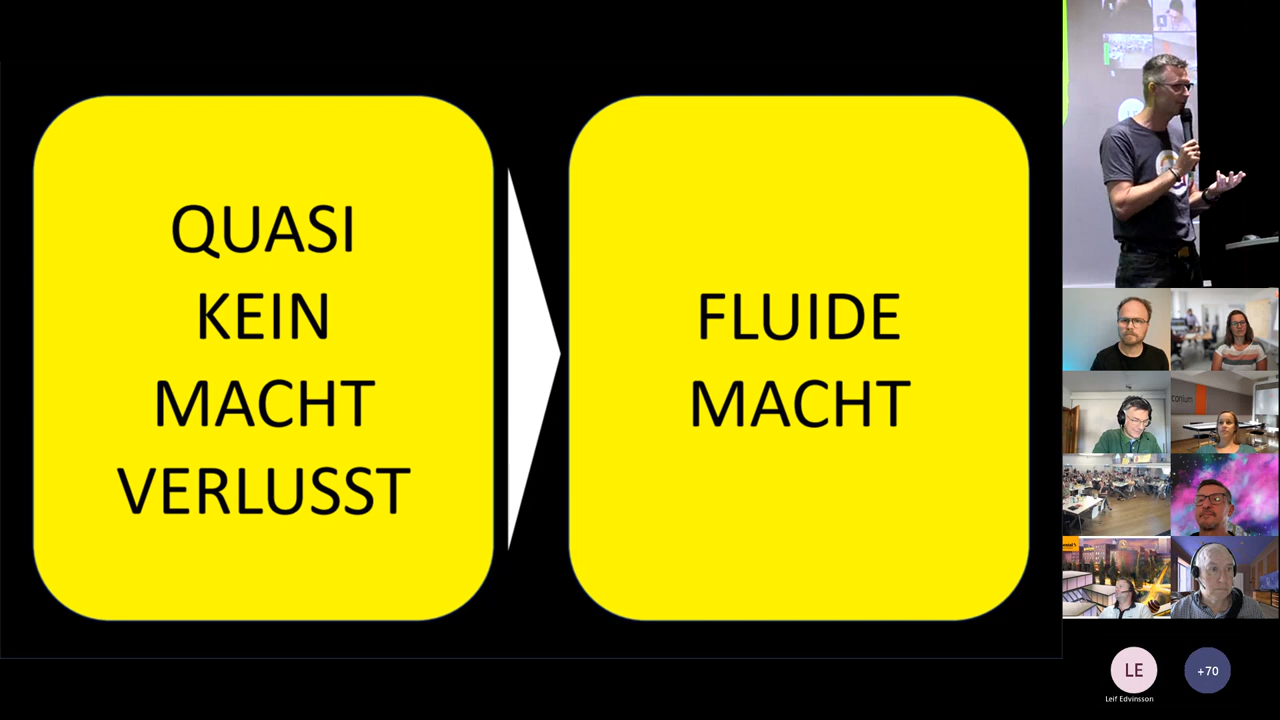 QUASI
KEIN
MACHT
VERLUSST
FLUIDE
MACHT
LE
Leif Edvinsson
+70